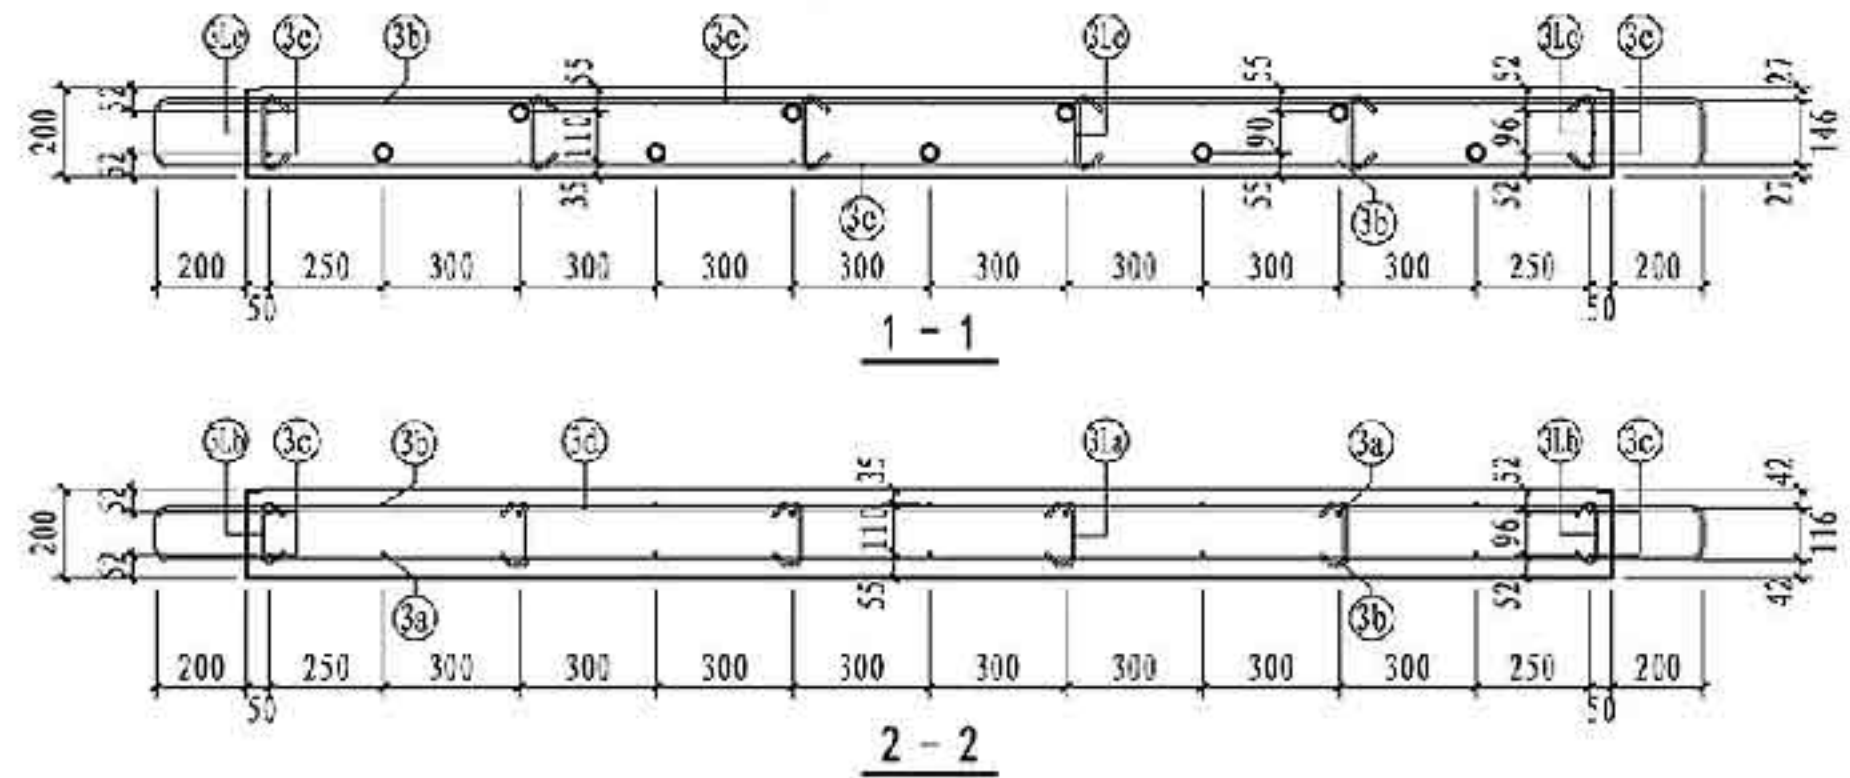 3Lc 3c 3b 3c 3Lc 3Lc 3c
200 52 52 55 110 35 55 90 55 52 96 52 27 146 27
3c 3b
200 250 300 300 300 300 300 300 300 300 250 200
50 50
1 - 1
3Lb 3c 3b 3d 3La 3a 3Lb 3c
200 52 52 35 110 55 52 96 52 42 116 42
3a 3b
200 250 300 300 300 300 300 300 300 300 250 200
50 50
2 - 2